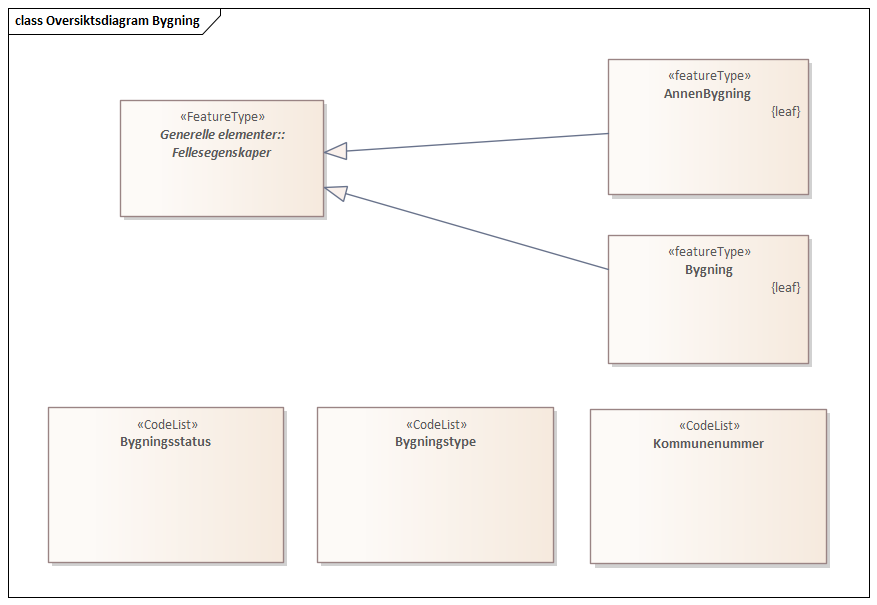 class Oversiktsdiagram Bygning
«FeatureType»
Generelle elementer::
Fellesegenskaper
«featureType»
AnnenBygning
{leaf}
«featureType»
Bygning
{leaf}
«CodeList»
Bygningsstatus
«CodeList»
Bygningstype
«CodeList»
Kommunenummer